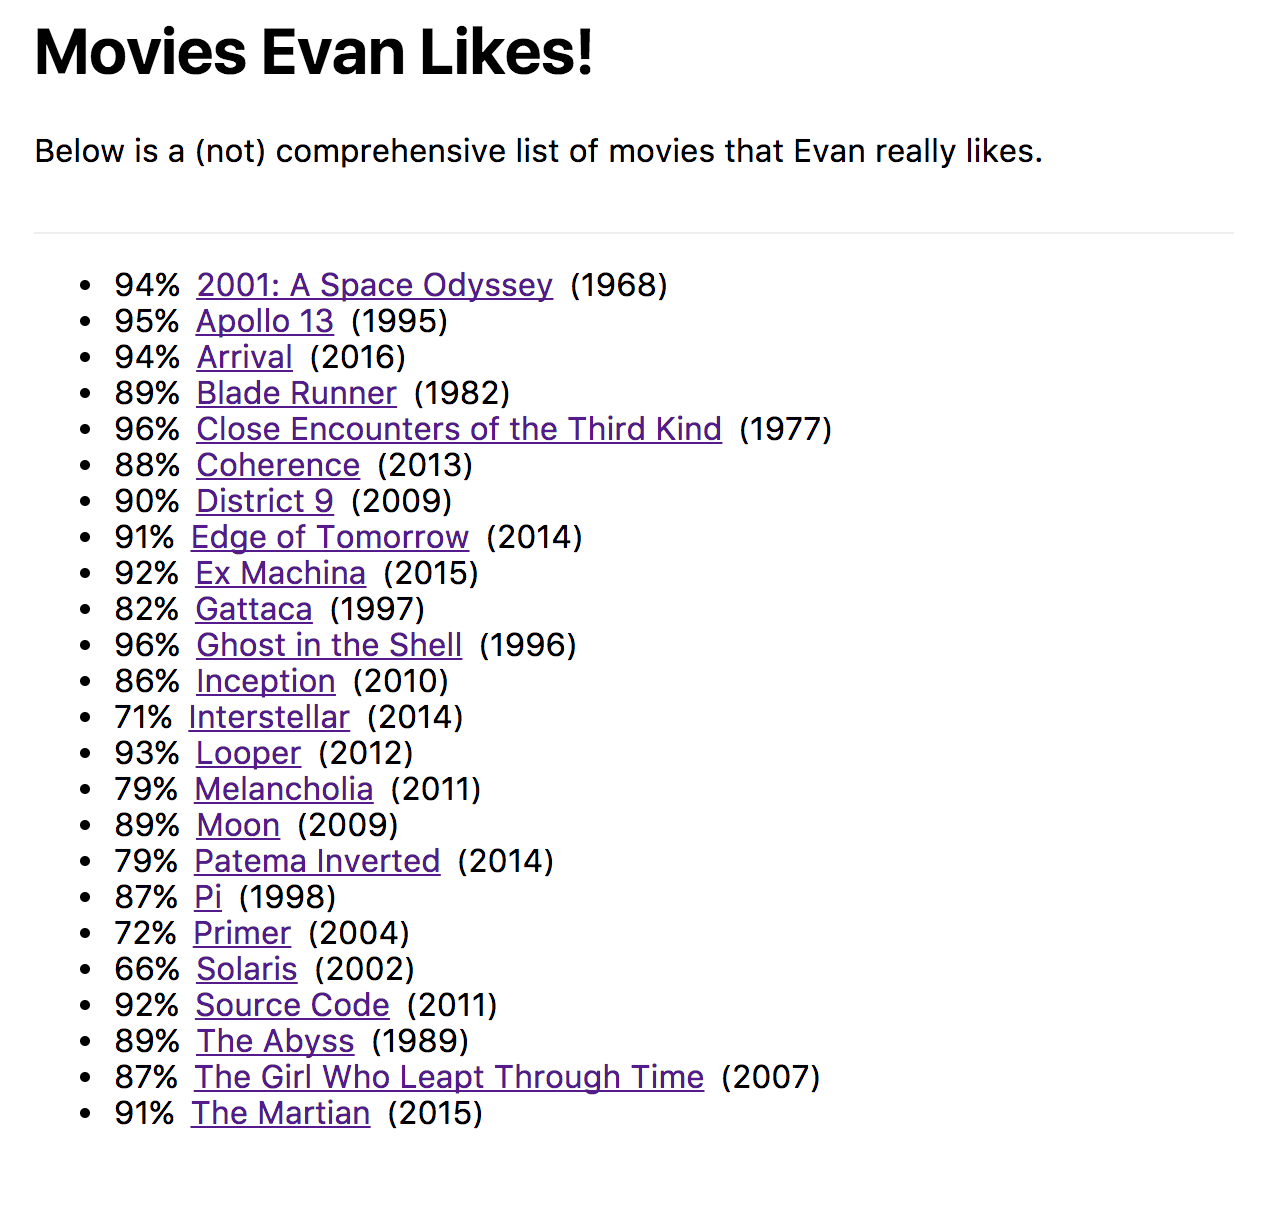 Movies Evan Likes!
Below is a (not) comprehensive list of movies that Evan really likes.
• 94% 2001: A Space Odyssey (1968)
• 95% Apollo 13 (1995)
• 94% Arrival (2016)
• 89% Blade Runner (1982)
• 96% Close Encounters of the Third Kind (1977)
• 88% Coherence (2013)
• 90% District 9 (2009)
• 91% Edge of Tomorrow (2014)
• 92% Ex Machina (2015)
• 82% Gattaca (1997)
• 96% Ghost in the Shell (1996)
• 86% Inception (2010)
• 71% Interstellar (2014)
• 93% Looper (2012)
• 79% Melancholia (2011)
• 89% Moon (2009)
• 79% Patema Inverted (2014)
• 87% Pi (1998)
• 72% Primer (2004)
• 66% Solaris (2002)
• 92% Source Code (2011)
• 89% The Abyss (1989)
• 87% The Girl Who Leapt Through Time (2007)
• 91% The Martian (2015)